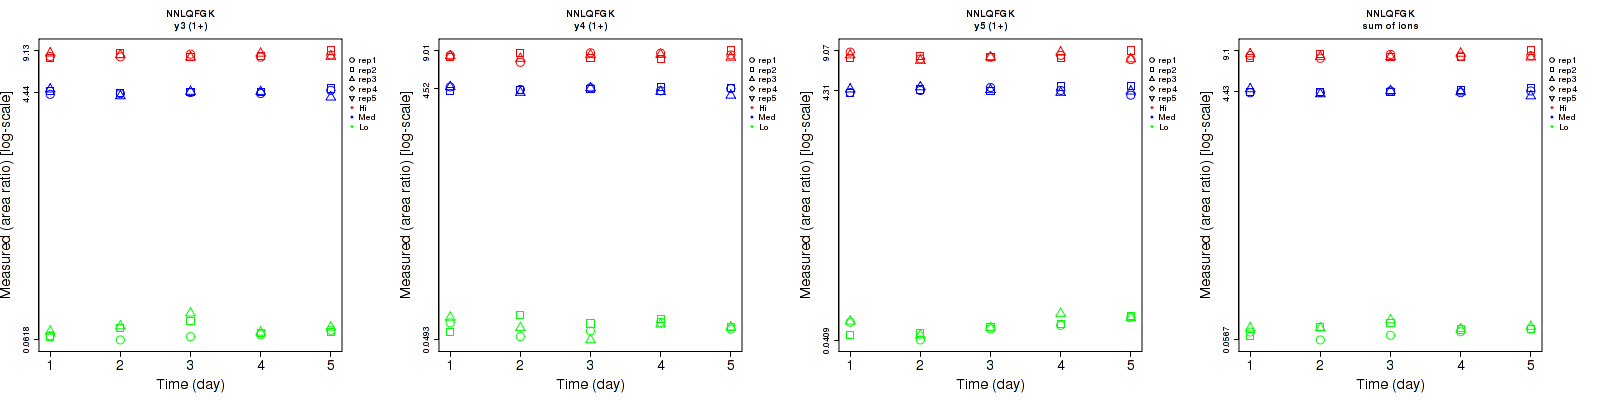 NNLQFGK
y3 (1+)
Measured (area ratio) [log-scale]
9.13
4.44
0.0618
1 2 3 4 5
Time (day)
rep1
rep2
rep3
rep4
rep5
Hi
Med
Lo
NNLQFGK
y4 (1+)
Measured (area ratio) [log-scale]
9.01
4.52
0.0493
1 2 3 4 5
Time (day)
rep1
rep2
rep3
rep4
rep5
Hi
Med
Lo
NNLQFGK
y5 (1+)
Measured (area ratio) [log-scale]
9.07
4.31
0.0409
1 2 3 4 5
Time (day)
rep1
rep2
rep3
rep4
rep5
Hi
Med
Lo
NNLQFGK
sum of ions
Measured (area ratio) [log-scale]
9.1
4.43
0.0567
1 2 3 4 5
Time (day)
rep1
rep2
rep3
rep4
rep5
Hi
Med
Lo